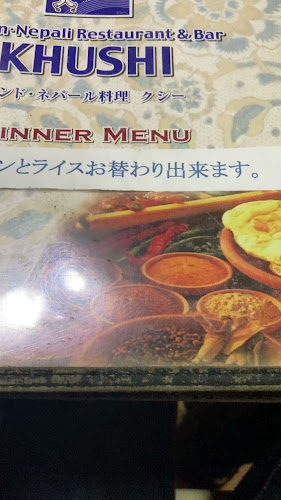 n-Nepali Restaurant & Bar
KHUSHI
ンド・ネパール料理 クシー
INNER MENU
ンとライスお替わり出来ます。